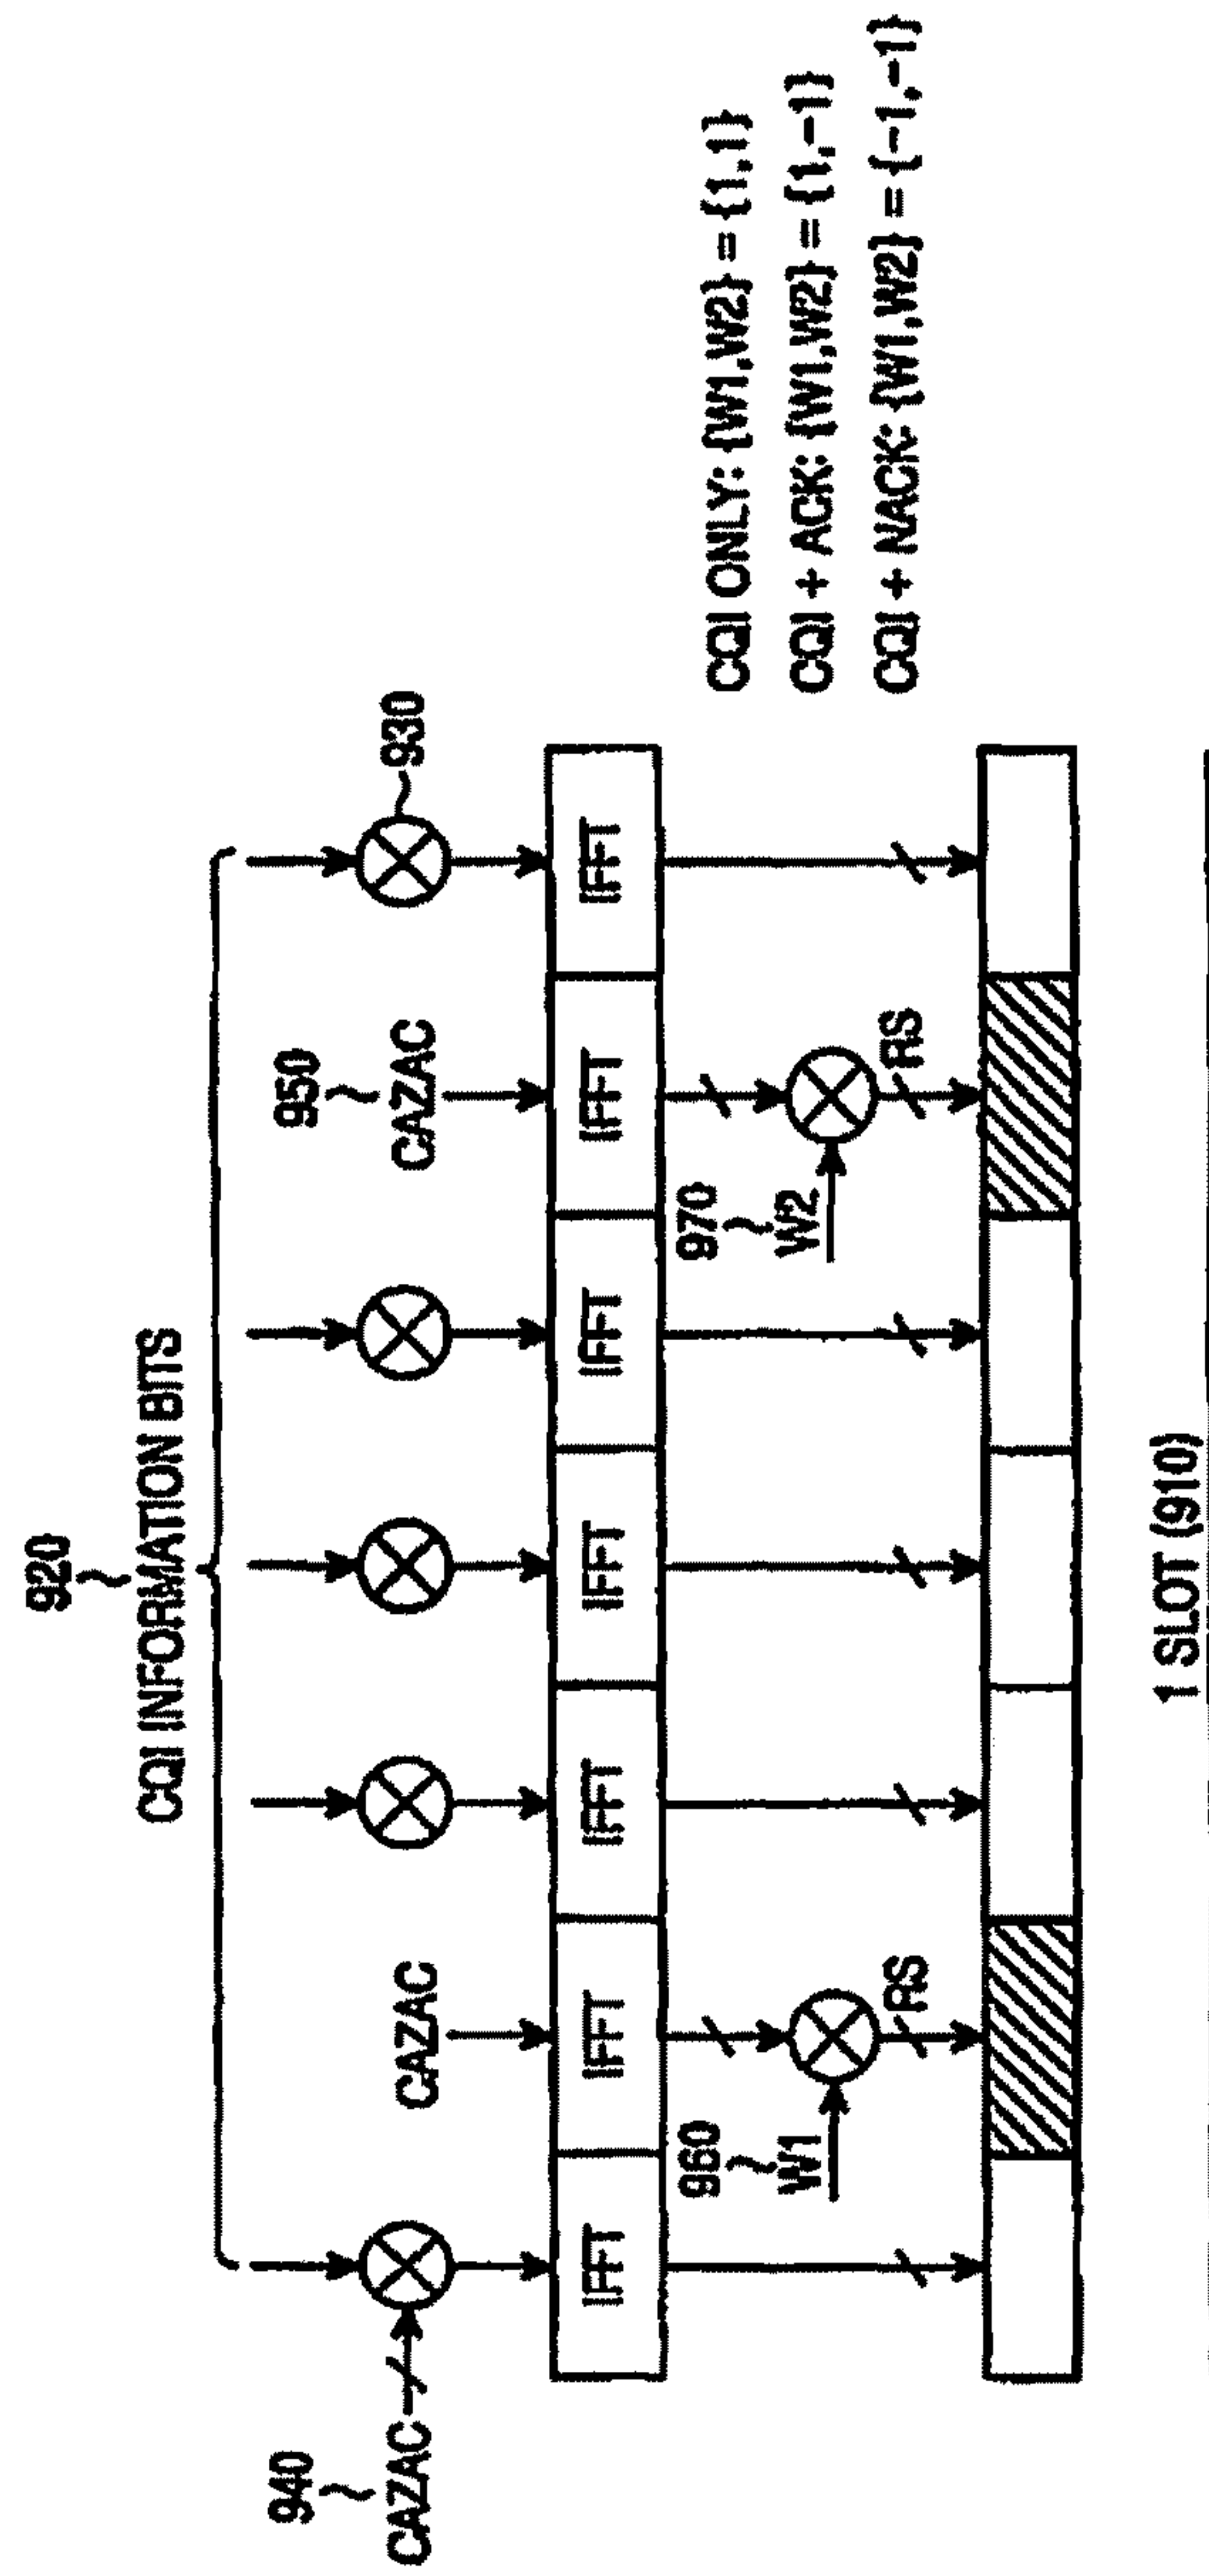 920
CQI INFORMATION BITS
940
CAZAC
CAZAC
950
CAZAC
930
IFFT
IFFT
IFFT
IFFT
IFFT
IFFT
IFFT
960
W1
RS
970
W2
RS
CQI ONLY: {W1,W2} = {1,1}
CQI + ACK: {W1,W2} = {1,-1}
CQI + NACK: {W1,W2} = {-1,-1}
1 SLOT (910)